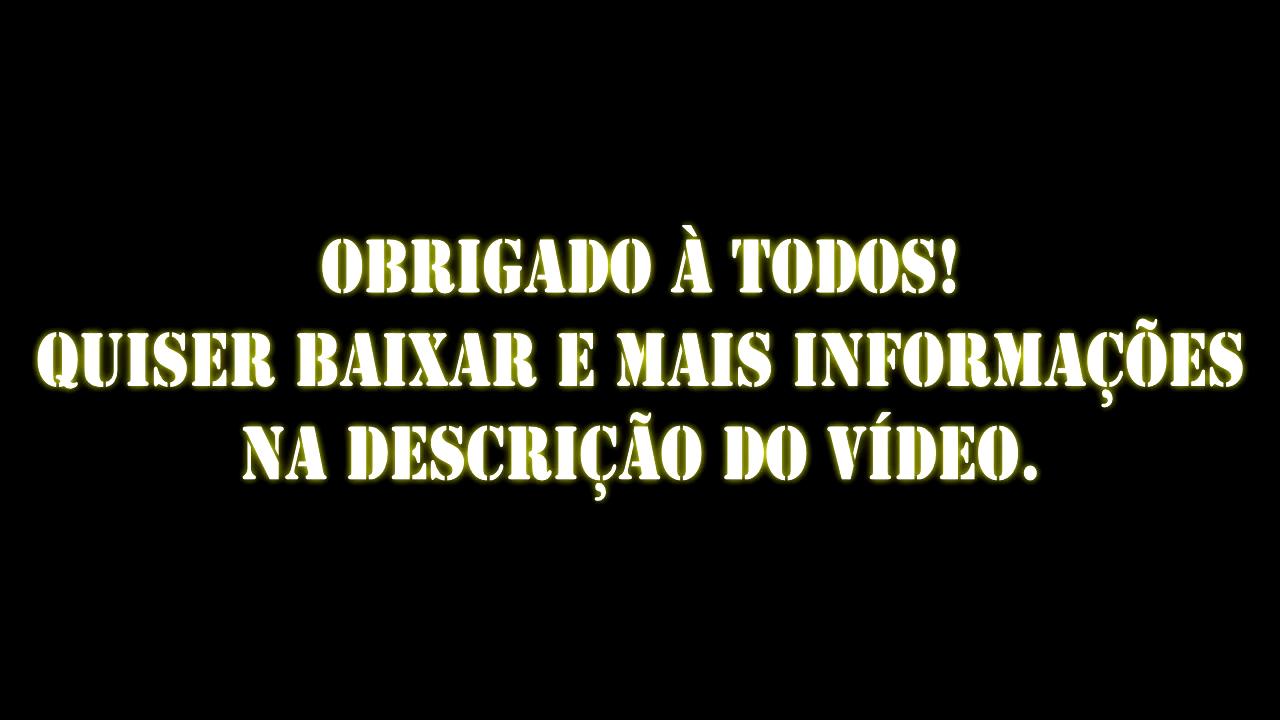 OBRIGADO À TODOS!
QUISER BAIXAR E MAIS INFORMAÇÕES
NA DESCRIÇÃO DO VÍDEO.